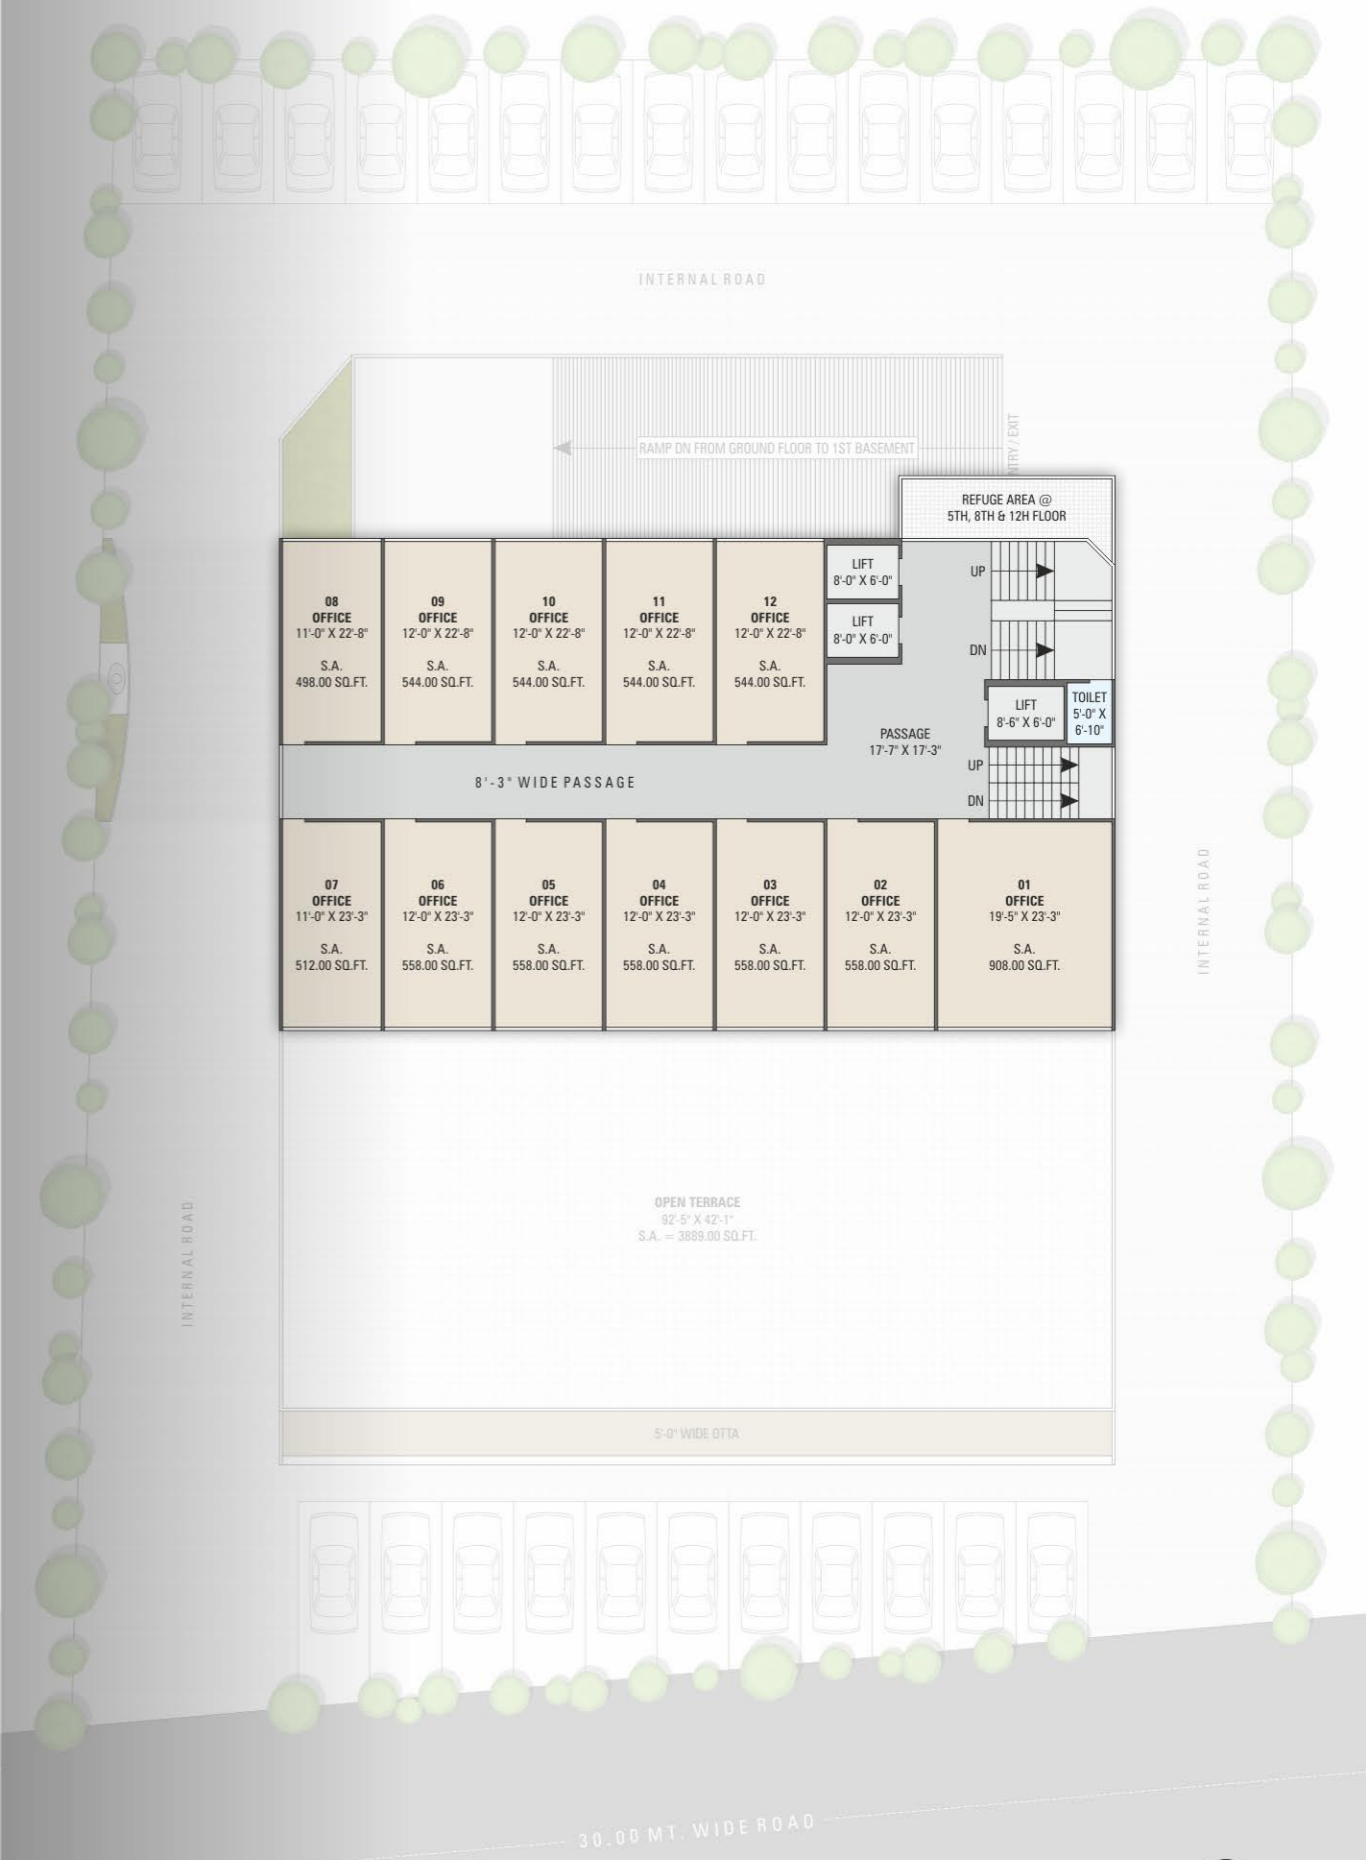 INTERNAL ROAD
RAMP DN FROM GROUND FLOOR TO 1ST BASEMENT
NTRY / EXIT
REFUGE AREA @
5TH, 8TH & 12H FLOOR
08
OFFICE
11'-0" X 22'-8"
S.A.
498.00 SQ.FT.
09
OFFICE
12'-0" X 22'-8"
S.A.
544.00 SQ.FT.
10
OFFICE
12'-0" X 22'-8"
S.A.
544.00 SQ.FT.
11
OFFICE
12'-0" X 22'-8"
S.A.
544.00 SQ.FT.
12
OFFICE
12'-0" X 22'-8"
S.A.
544.00 SQ.FT.
LIFT
8'-0" X 6'-0"
LIFT
8'-0" X 6'-0"
UP
DN
LIFT
8'-6" X 6'-0"
TOILET
5'-0" X
6'-10"
PASSAGE
17'-7" X 17'-3"
UP
DN
8'-3" WIDE PASSAGE
07
OFFICE
11'-0" X 23'-3"
S.A.
512.00 SQ.FT.
06
OFFICE
12'-0" X 23'-3"
S.A.
558.00 SQ.FT.
05
OFFICE
12'-0" X 23'-3"
S.A.
558.00 SQ.FT.
04
OFFICE
12'-0" X 23'-3"
S.A.
558.00 SQ.FT.
03
OFFICE
12'-0" X 23'-3"
S.A.
558.00 SQ.FT.
02
OFFICE
12'-0" X 23'-3"
S.A.
558.00 SQ.FT.
01
OFFICE
19'-5" X 23'-3"
S.A.
908.00 SQ.FT.
INTERNAL ROAD
OPEN TERRACE
92'-5" X 42'-1"
S.A. = 3889.00 SQ.FT.
INTERNAL ROAD
5'-0" WIDE OTTA
30.00 MT. WIDE ROAD